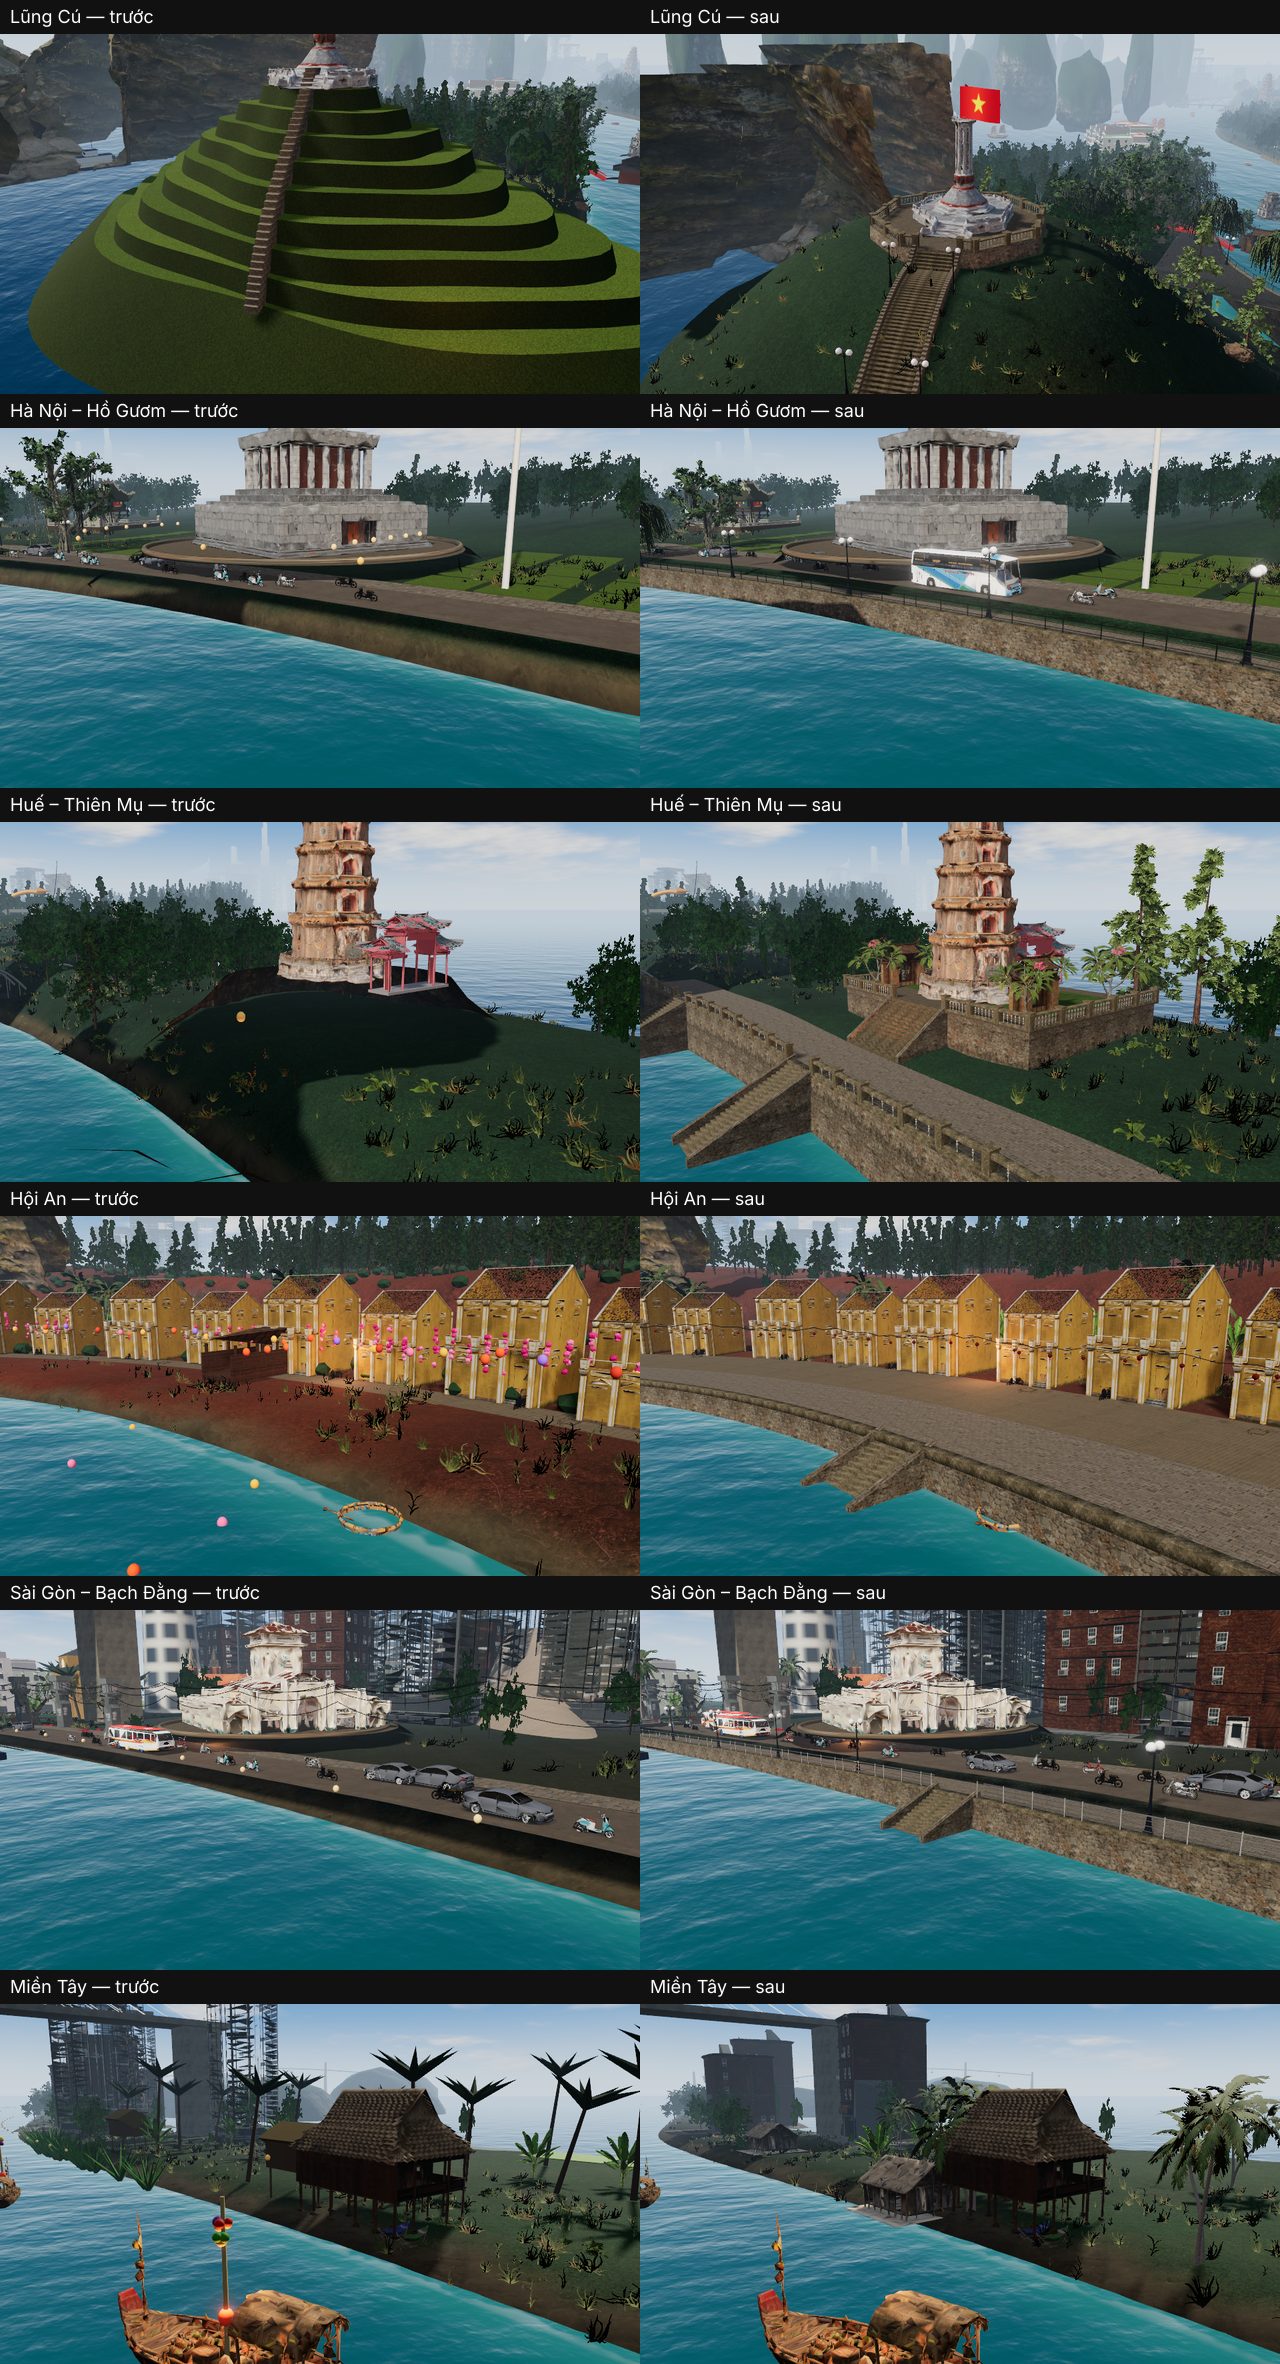 Lũng Cú — trước
Lũng Cú — sau
Hà Nội – Hồ Gươm — trước
Hà Nội – Hồ Gươm — sau
Huế – Thiên Mụ — trước
Huế – Thiên Mụ — sau
Hội An — trước
Hội An — sau
Sài Gòn – Bạch Đằng — trước
Sài Gòn – Bạch Đằng — sau
Miền Tây — trước
Miền Tây — sau